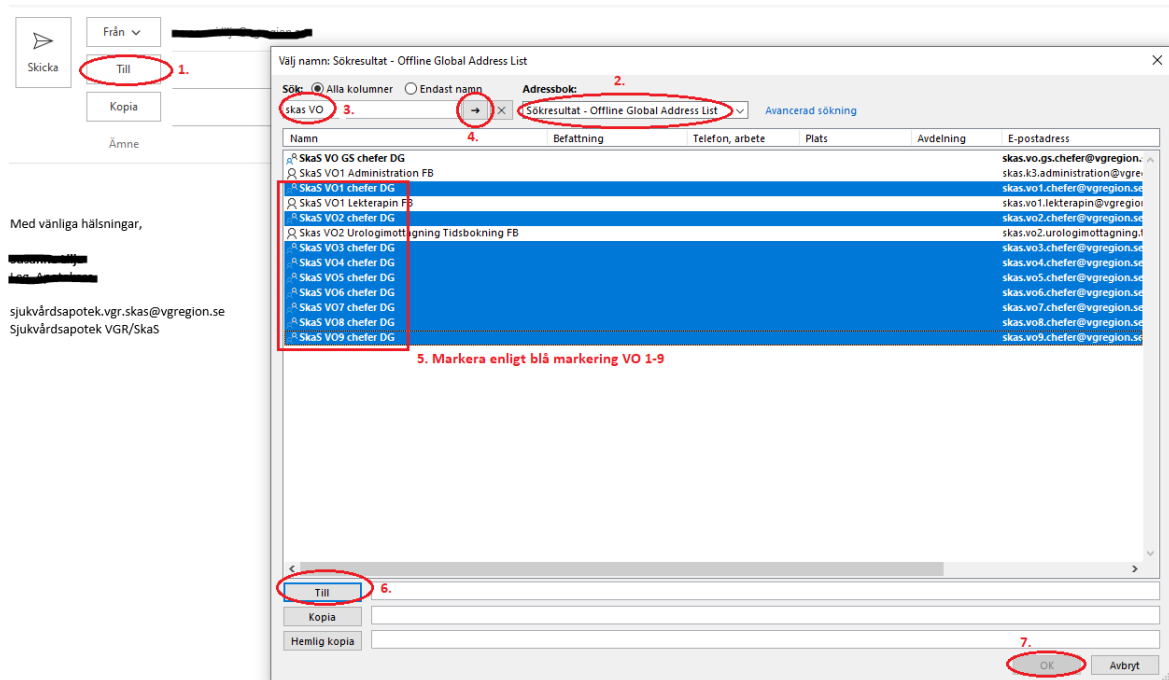 Från
Skicka
Till 1.
Kopia
Ämne
Med vänliga hälsningar,
sjukvårdsapotek.vgr.skas@vgregion.se
Sjukvårdsapotek VGR/SkaS
Välj namn: Sökresultat - Offline Global Address List
Sök: Alla kolumner Endast namn Adressbok: 2.
skas VO 3. Sökresultat - Offline Global Address List Avancerad sökning
4.
Namn Befattning Telefon, arbete Plats Avdelning E-postadress
SkaS VO GS chefer DG skas.vo.gs.chefer@vgregion.
SkaS VO1 Administration FB skas.k3.administration@vgre
SkaS VO1 chefer DG skas.vo1.chefer@vgregion.se
SkaS VO1 Lekterapin FB skas.vo1.lekterapin@vgregion
SkaS VO2 chefer DG skas.vo2.chefer@vgregion.se
Skas VO2 Urologimottagning Tidsbokning FB skas.vo2.urologimottagning.t
SkaS VO3 chefer DG skas.vo3.chefer@vgregion.se
SkaS VO4 chefer DG skas.vo4.chefer@vgregion.se
SkaS VO5 chefer DG skas.vo5.chefer@vgregion.se
SkaS VO6 chefer DG skas.vo6.chefer@vgregion.se
SkaS VO7 chefer DG skas.vo7.chefer@vgregion.se
SkaS VO8 chefer DG skas.vo8.chefer@vgregion.se
SkaS VO9 chefer DG skas.vo9.chefer@vgregion.se
5. Markera enligt blå markering VO 1-9
Till 6.
Kopia
Hemlig kopia
7.
OK Avbryt